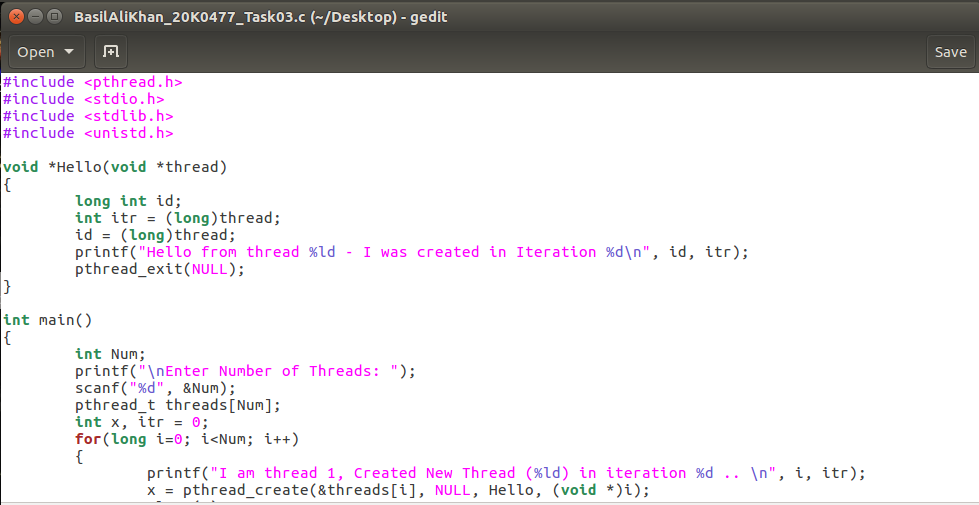 BasilAliKhan_20K0477_Task03.c (~/Desktop) - gedit
Open Save
#include <pthread.h>
#include <stdio.h>
#include <stdlib.h>
#include <unistd.h>
void *Hello(void *thread)
{
        long int id;
        int itr = (long)thread;
        id = (long)thread;
        printf("Hello from thread %ld - I was created in Iteration %d\n", id, itr);
        pthread_exit(NULL);
}
int main()
{
        int Num;
        printf("\nEnter Number of Threads: ");
        scanf("%d", &Num);
        pthread_t threads[Num];
        int x, itr = 0;
        for(long i=0; i<Num; i++)
        {
                printf("I am thread 1, Created New Thread (%ld) in iteration %d .. \n", i, itr);
                x = pthread_create(&threads[i], NULL, Hello, (void *)i);